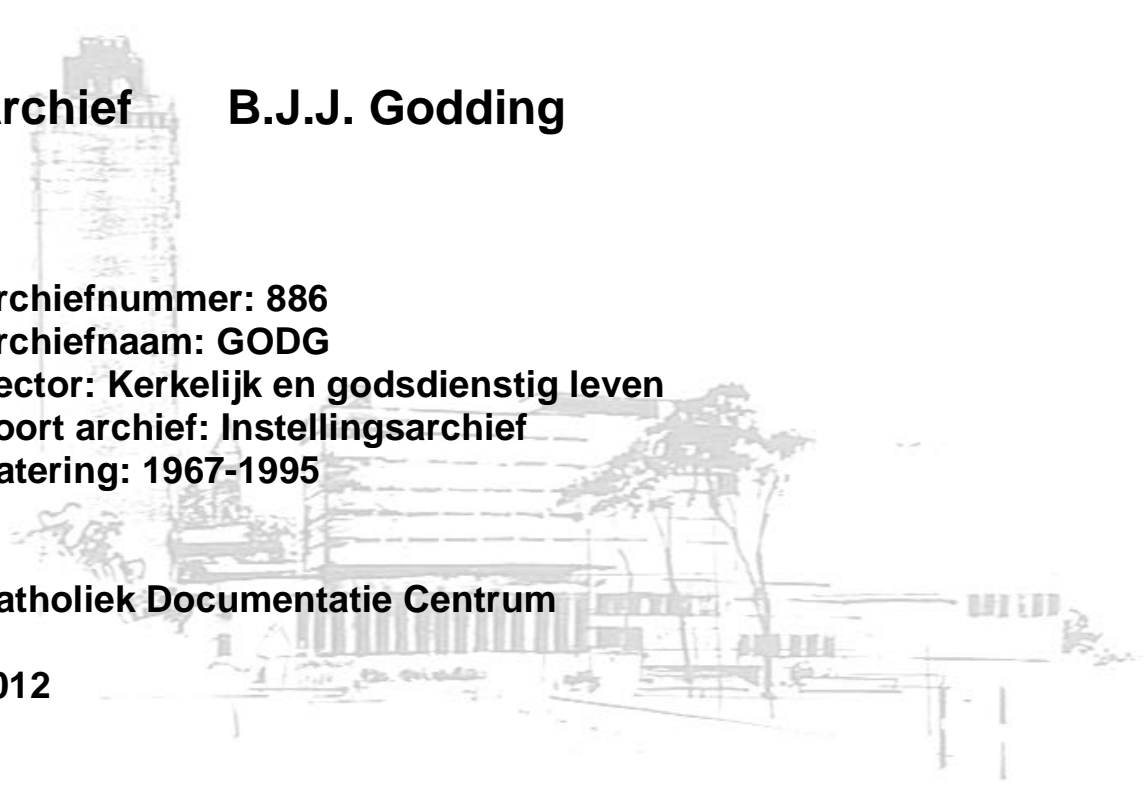 rchief B.J.J. Godding
rchiefnummer: 886
rchiefnaam: GODG
ector: Kerkelijk en godsdienstig leven
oort archief: Instellingsarchief
atering: 1967-1995
atholiek Documentatie Centrum
012